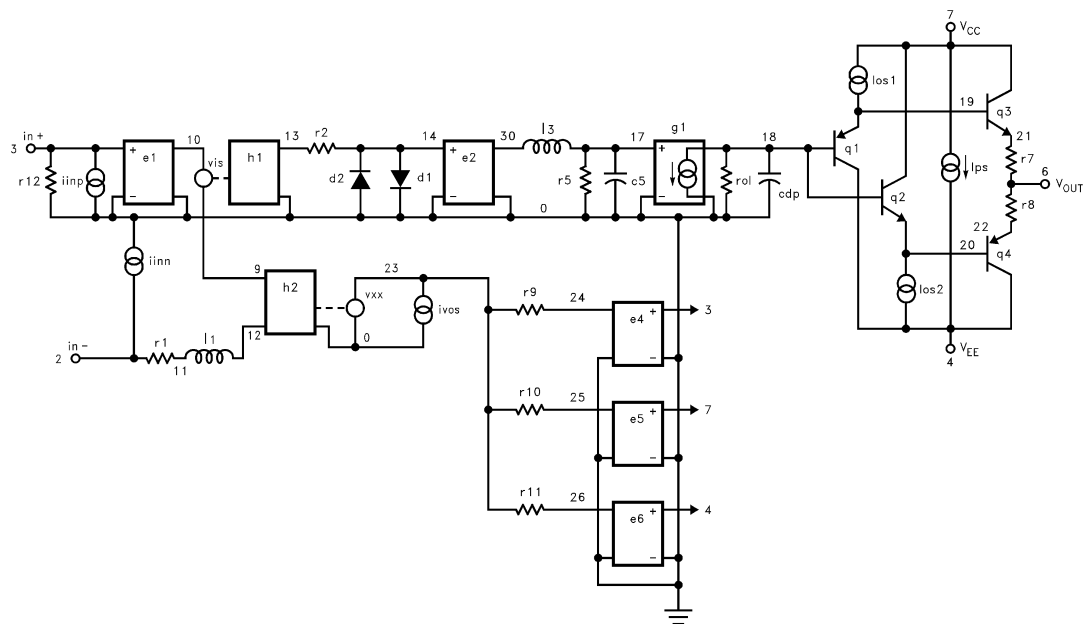 7
VCC
Ios1
19
q3
21
in+
3
r12
iinp
+
e1
−
10
vis
h1
13
r2
d2
d1
14
+
e2
−
30
l3
r5
17
c5
g1
+
−
18
rol
cdp
q1
q2
Ips
r7
6
VOUT
r8
22
20
q4
Ios2
VEE
4
0
iinn
9
h2
12
23
vxx
ivos
0
in−
2
r1
11
l1
r9
24
e4
+
−
3
r10
25
e5
+
−
7
r11
26
e6
+
−
4